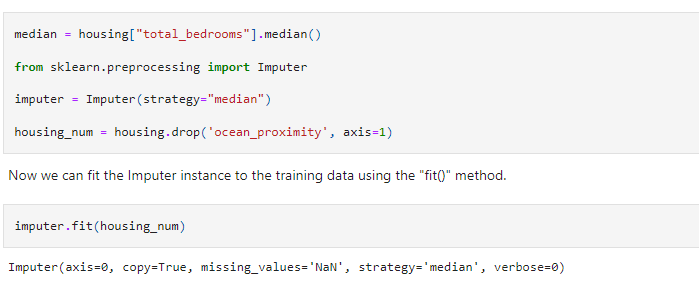 median = housing["total_bedrooms"].median()
from sklearn.preprocessing import Imputer
imputer = Imputer(strategy="median")
housing_num = housing.drop('ocean_proximity', axis=1)
Now we can fit the Imputer instance to the training data using the "fit()" method.
imputer.fit(housing_num)
Imputer(axis=0, copy=True, missing_values='NaN', strategy='median', verbose=0)